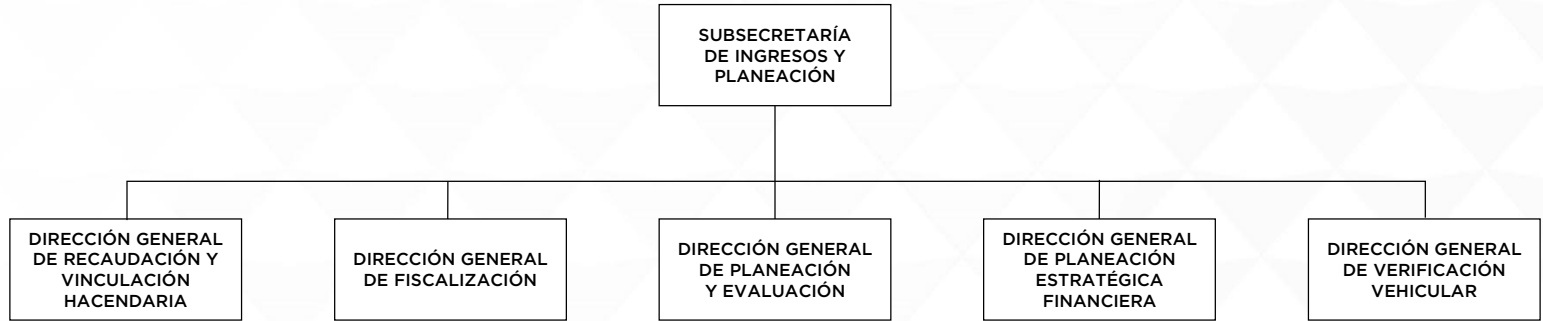 SUBSECRETARÍA
DE INGRESOS Y
PLANEACIÓN
DIRECCIÓN GENERAL
DE RECAUDACIÓN Y
VINCULACIÓN
HACENDARIA
DIRECCIÓN GENERAL
DE FISCALIZACIÓN
DIRECCIÓN GENERAL
DE PLANEACIÓN
Y EVALUACIÓN
DIRECCIÓN GENERAL
DE PLANEACIÓN
ESTRATÉGICA
FINANCIERA
DIRECCIÓN GENERAL
DE VERIFICACIÓN
VEHICULAR